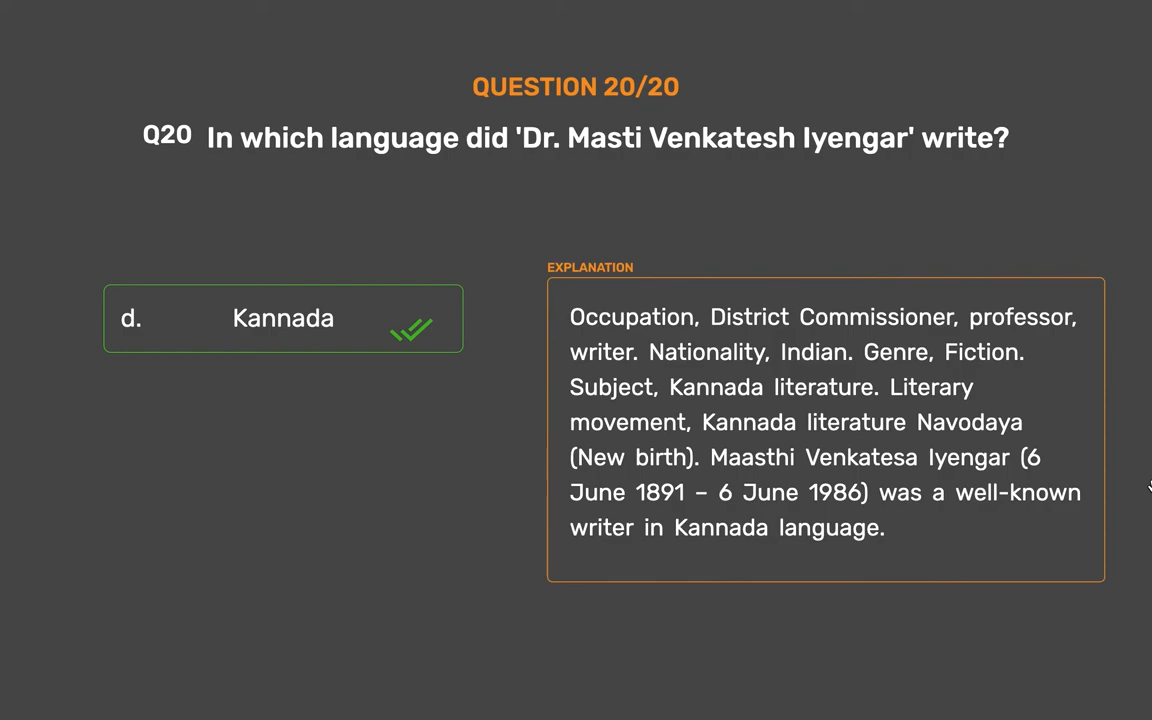 QUESTION 20/20
Q20 In which language did 'Dr. Masti Venkatesh Iyengar' write?
d. Kannada
EXPLANATION
Occupation, District Commissioner, professor,
writer. Nationality, Indian. Genre, Fiction.
Subject, Kannada literature. Literary
movement, Kannada literature Navodaya
(New birth). Maasthi Venkatesa Iyengar (6
June 1891 – 6 June 1986) was a well-known
writer in Kannada language.